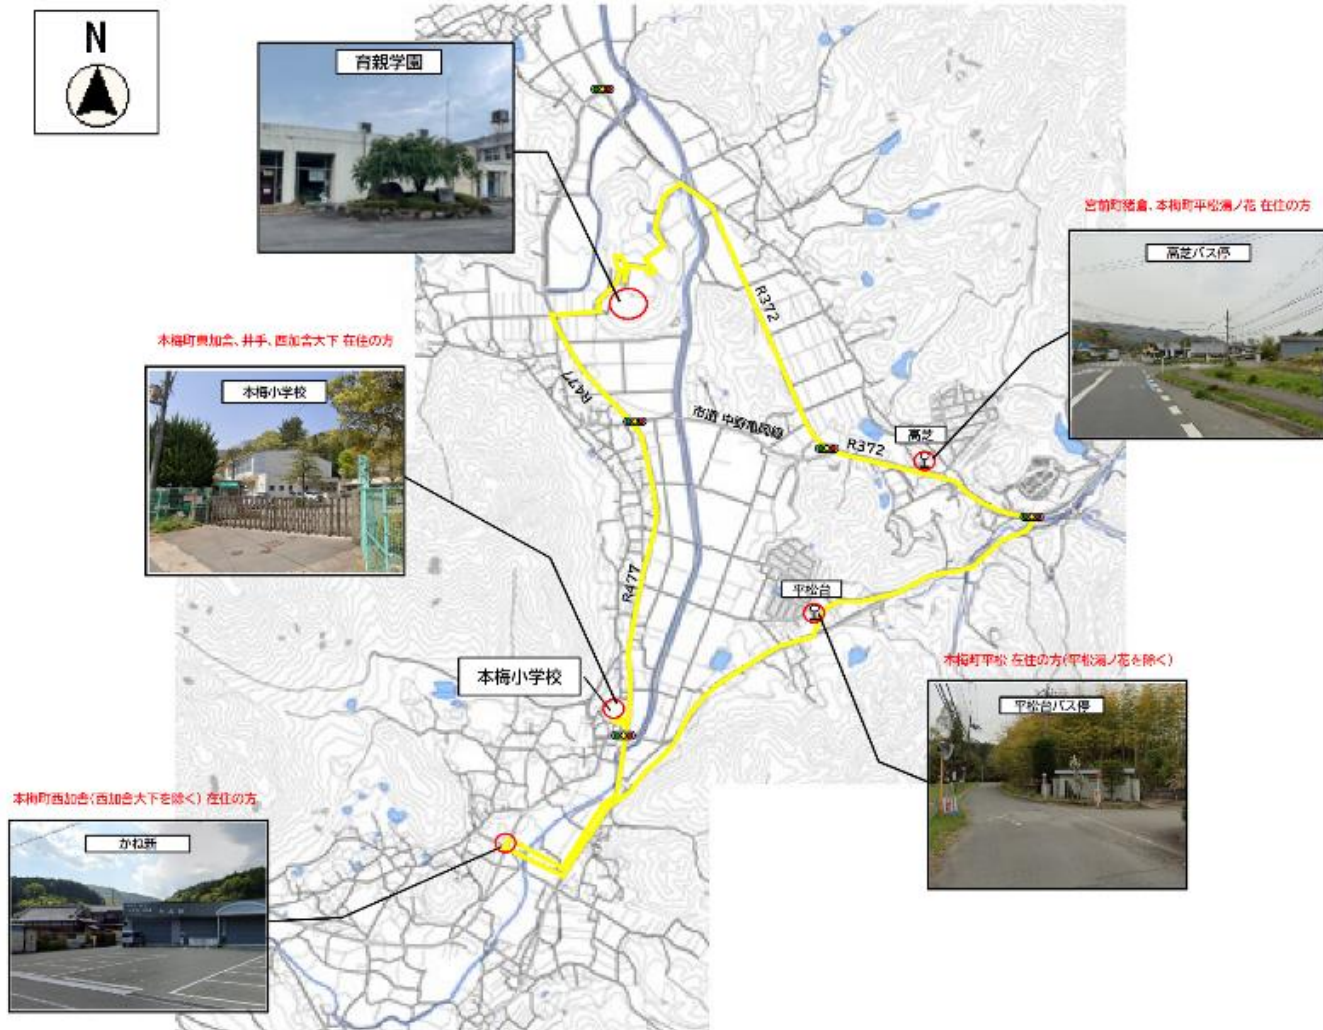 N
育親学園
宮前町猪倉、本梅町平松湯ノ花 在住の方
高芝バス停
R372
本梅町東加舎、井手、西加舎大下 在住の方
本梅小学校
R477
市道 中野亀岡線
高芝
R372
R477
平松台
本梅小学校
本梅町平松 在住の方(平松湯ノ花を除く)
平松台バス停
本梅町西加舎(西加舎大下を除く) 在住の方
かね新